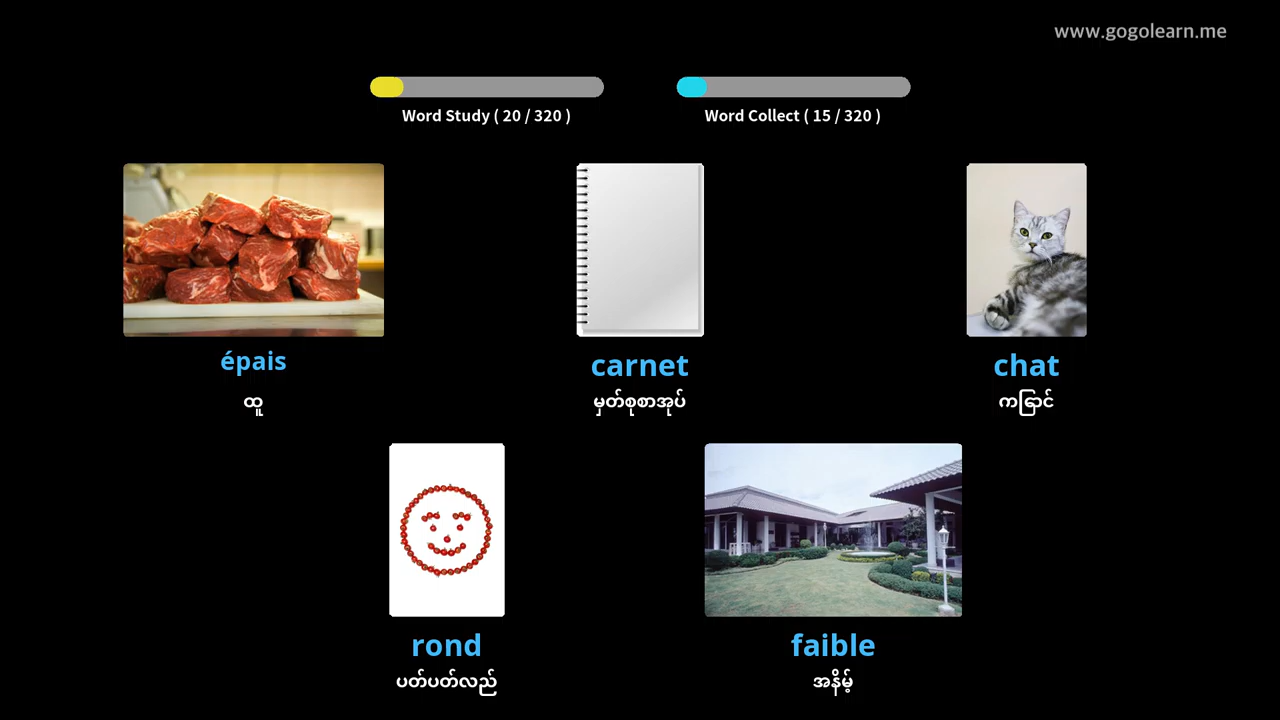 www.gogolearn.me
Word Study ( 20 / 320 )
Word Collect ( 15 / 320 )
épais
ထူ
carnet
မှတ်စုစာအုပ်
chat
ကြောင်
rond
ပတ်ပတ်လည်
faible
အနိမ့်